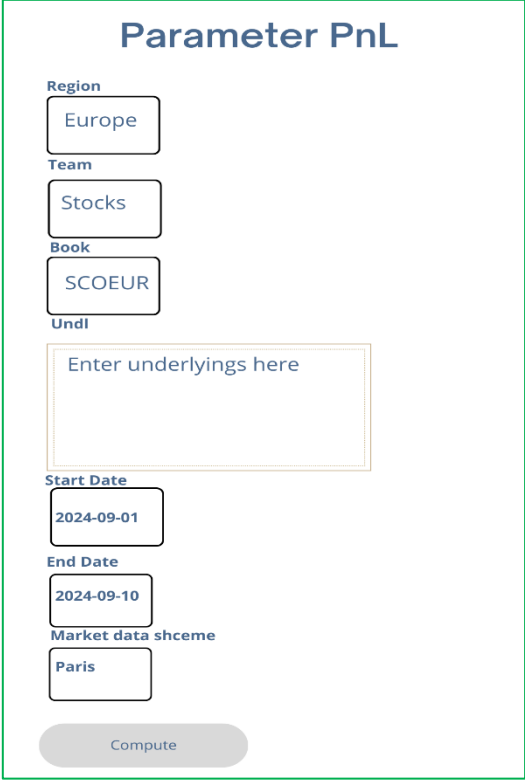 Parameter PnL
Region
Europe
Team
Stocks
Book
SCOEUR
Undl
Enter underlyings here
Start Date
2024-09-01
End Date
2024-09-10
Market data shceme
Paris
Compute